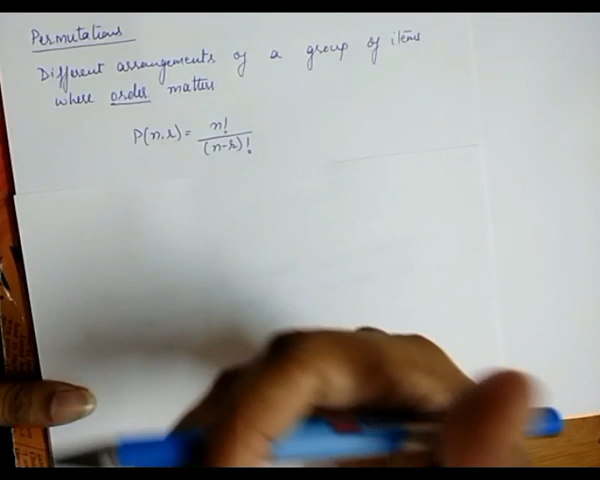 Permutations
Different arrangements of a group of items
where order matters
P(n,r) = n!
(n-r)!